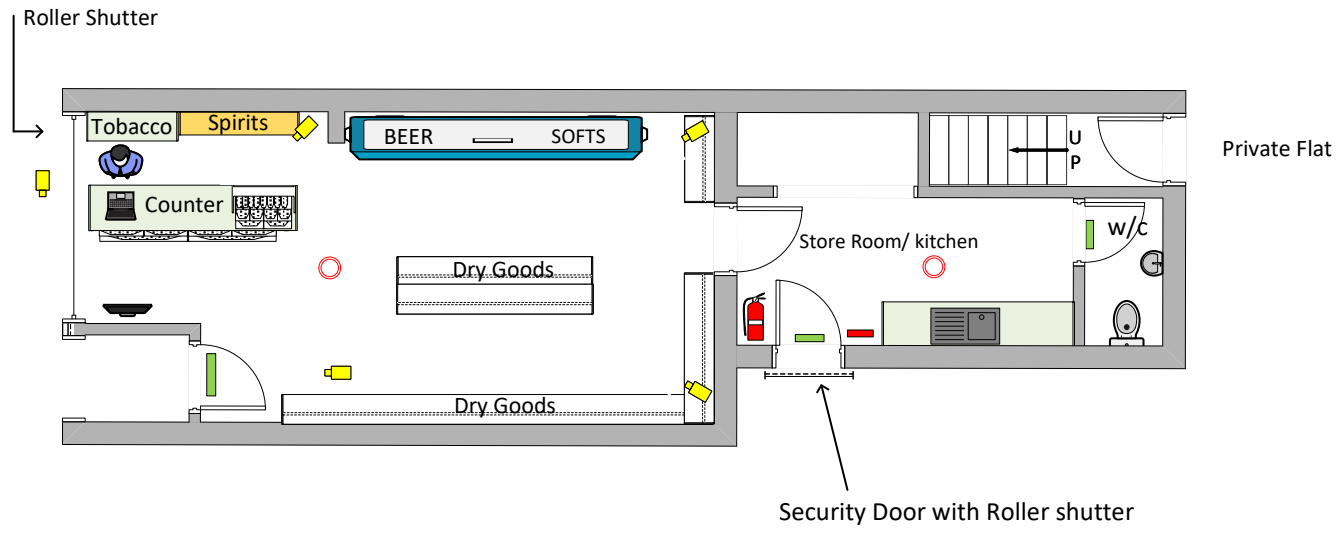 Roller Shutter
Tobacco
Spirits
BEER
SOFTS
U
P
Private Flat
Counter
w/c
Store Room/ kitchen
Dry Goods
Dry Goods
Security Door with Roller shutter